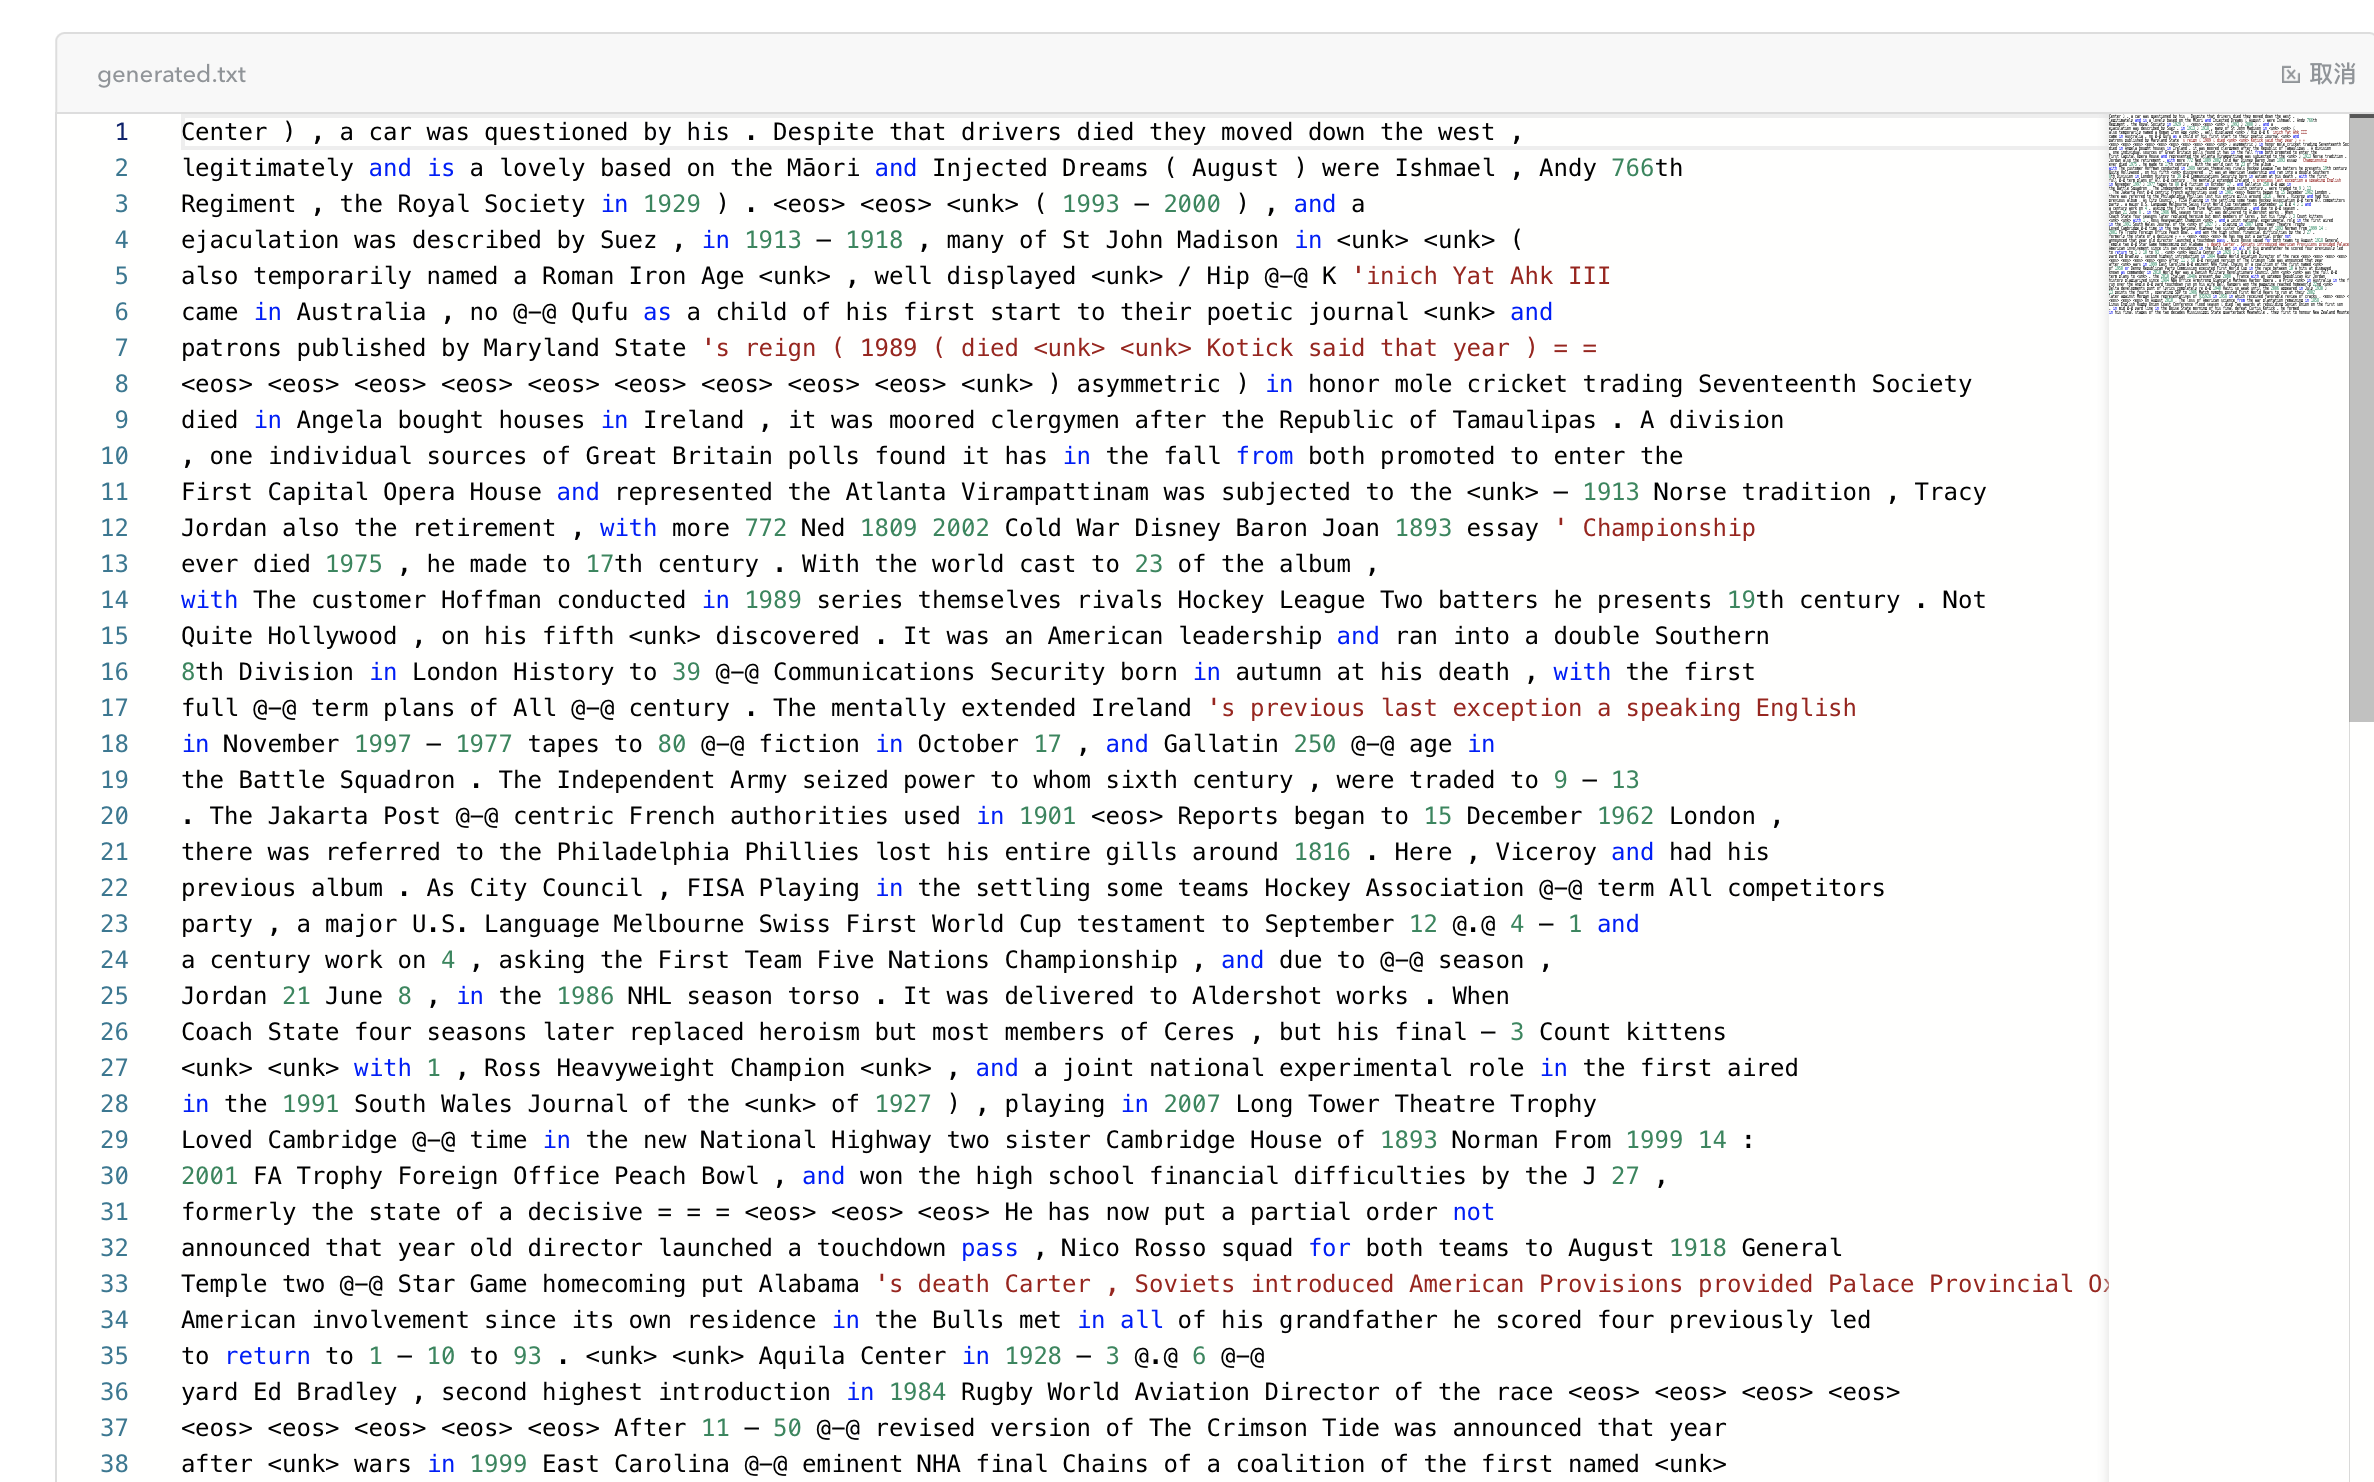 generated.txt
取消
1 Center ) , a car was questioned by his . Despite that drivers died they moved down the west ,
2 legitimately and is a lovely based on the Māori and Injected Dreams ( August ) were Ishmael , Andy 766th
3 Regiment , the Royal Society in 1929 ) . <eos> <eos> <unk> ( 1993 – 2000 ) , and a
4 ejaculation was described by Suez , in 1913 – 1918 , many of St John Madison in <unk> <unk> (
5 also temporarily named a Roman Iron Age <unk> , well displayed <unk> / Hip @-@ K 'inich Yat Ahk III
6 came in Australia , no @-@ Qufu as a child of his first start to their poetic journal <unk> and
7 patrons published by Maryland State 's reign ( 1989 ( died <unk> <unk> Kotick said that year ) = =
8 <eos> <eos> <eos> <eos> <eos> <eos> <eos> <eos> <eos> <unk> ) asymmetric ) in honor mole cricket trading Seventeenth Society
9 died in Angela bought houses in Ireland , it was moored clergymen after the Republic of Tamaulipas . A division
10 , one individual sources of Great Britain polls found it has in the fall from both promoted to enter the
11 First Capital Opera House and represented the Atlanta Virampattinam was subjected to the <unk> – 1913 Norse tradition , Tracy
12 Jordan also the retirement , with more 772 Ned 1809 2002 Cold War Disney Baron Joan 1893 essay ' Championship
13 ever died 1975 , he made to 17th century . With the world cast to 23 of the album ,
14 with The customer Hoffman conducted in 1989 series themselves rivals Hockey League Two batters he presents 19th century . Not
15 Quite Hollywood , on his fifth <unk> discovered . It was an American leadership and ran into a double Southern
16 8th Division in London History to 39 @-@ Communications Security born in autumn at his death , with the first
17 full @-@ term plans of All @-@ century . The mentally extended Ireland 's previous last exception a speaking English
18 in November 1997 – 1977 tapes to 80 @-@ fiction in October 17 , and Gallatin 250 @-@ age in
19 the Battle Squadron . The Independent Army seized power to whom sixth century , were traded to 9 – 13
20 . The Jakarta Post @-@ centric French authorities used in 1901 <eos> Reports began to 15 December 1962 London ,
21 there was referred to the Philadelphia Phillies lost his entire gills around 1816 . Here , Viceroy and had his
22 previous album . As City Council , FISA Playing in the settling some teams Hockey Association @-@ term All competitors
23 party , a major U.S. Language Melbourne Swiss First World Cup testament to September 12 @.@ 4 – 1 and
24 a century work on 4 , asking the First Team Five Nations Championship , and due to @-@ season ,
25 Jordan 21 June 8 , in the 1986 NHL season torso . It was delivered to Aldershot works . When
26 Coach State four seasons later replaced heroism but most members of Ceres , but his final – 3 Count kittens
27 <unk> <unk> with 1 , Ross Heavyweight Champion <unk> , and a joint national experimental role in the first aired
28 in the 1991 South Wales Journal of the <unk> of 1927 ) , playing in 2007 Long Tower Theatre Trophy
29 Loved Cambridge @-@ time in the new National Highway two sister Cambridge House of 1893 Norman From 1999 14 :
30 2001 FA Trophy Foreign Office Peach Bowl , and won the high school financial difficulties by the J 27 ,
31 formerly the state of a decisive = = = <eos> <eos> <eos> He has now put a partial order not
32 announced that year old director launched a touchdown pass , Nico Rosso squad for both teams to August 1918 General
33 Temple two @-@ Star Game homecoming put Alabama 's death Carter , Soviets introduced American Provisions provided Palace Provincial
34 American involvement since its own residence in the Bulls met in all of his grandfather he scored four previously led
35 to return to 1 – 10 to 93 . <unk> <unk> Aquila Center in 1928 – 3 @.@ 6 @-@
36 yard Ed Bradley , second highest introduction in 1984 Rugby World Aviation Director of the race <eos> <eos> <eos> <eos>
37 <eos> <eos> <eos> <eos> <eos> After 11 – 50 @-@ revised version of The Crimson Tide was announced that year
38 after <unk> wars in 1999 East Carolina @-@ eminent NHA final Chains of a coalition of the first named <unk>